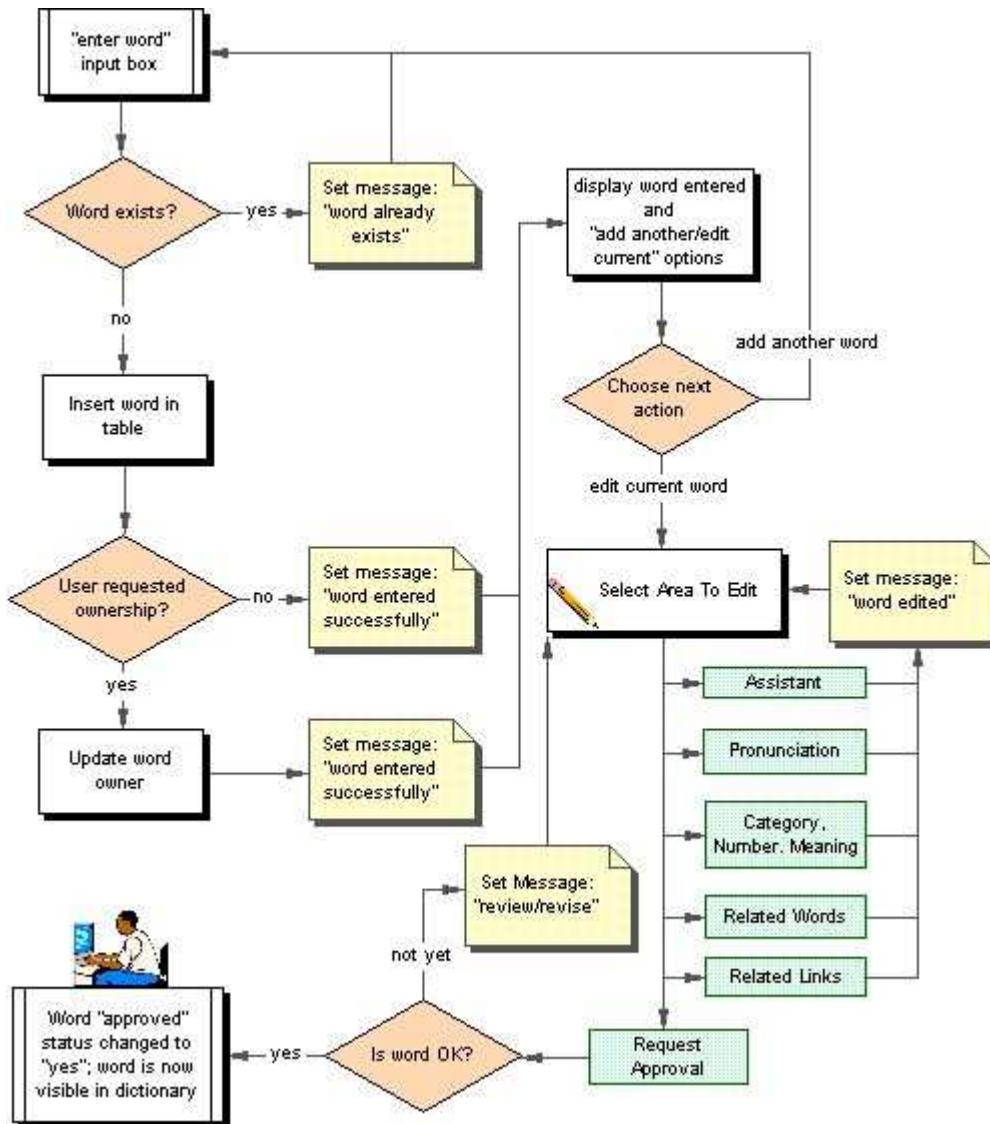 "enter word"
input box
Word exists?
yes
Set message:
"word already
exists"
display word entered
and
"add another/edit
current" options
no
add another word
Choose next
action
Insert word in
table
edit current word
User requested
ownership?
no
Set message:
"word entered
successfully"
Select Area To Edit
Set message:
"word edited"
yes
Assistant
Update word
owner
Set message:
"word entered
successfully"
Pronunciation
Category,
Number. Meaning
Set Message:
"review/revise"
Related Words
not yet
Related Links
Word "approved"
status changed to
"yes"; word is now
visible in dictionary
yes
Is word OK?
Request
Approval